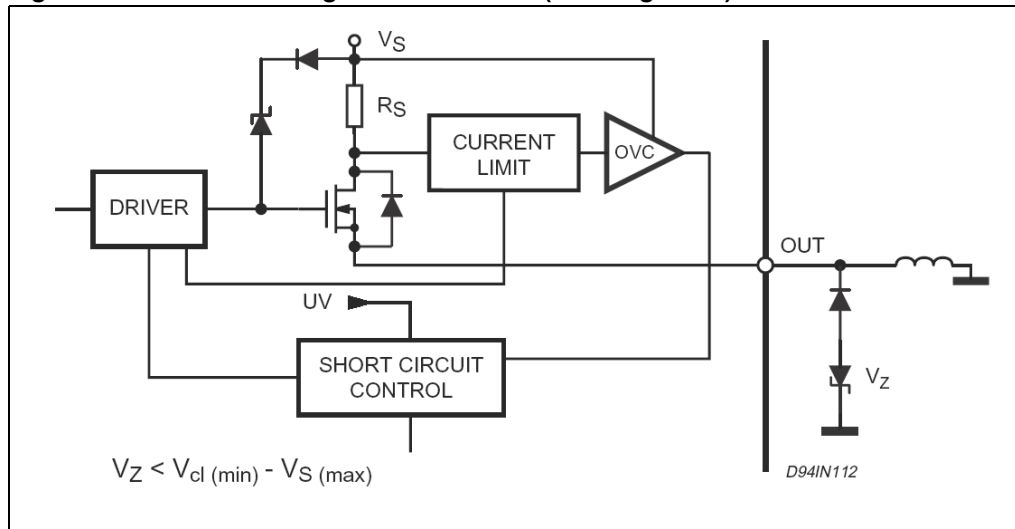 VS
RS
CURRENT
LIMIT
OVC
DRIVER
OUT
UV
SHORT CIRCUIT
CONTROL
VZ
VZ < Vcl (min) - VS (max)
D94IN112